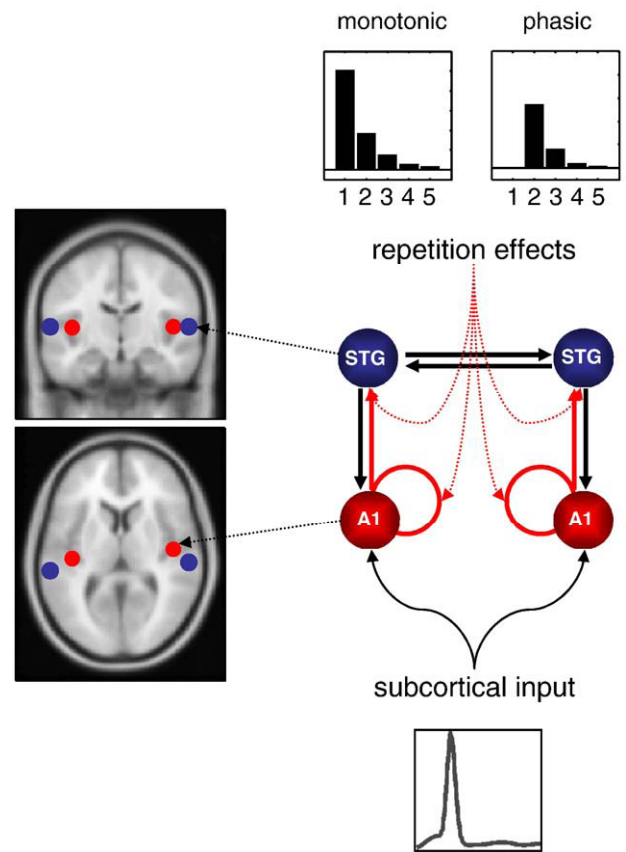 monotonic phasic
1 2 3 4 5 1 2 3 4 5
repetition effects
STG STG
A1 A1
subcortical input